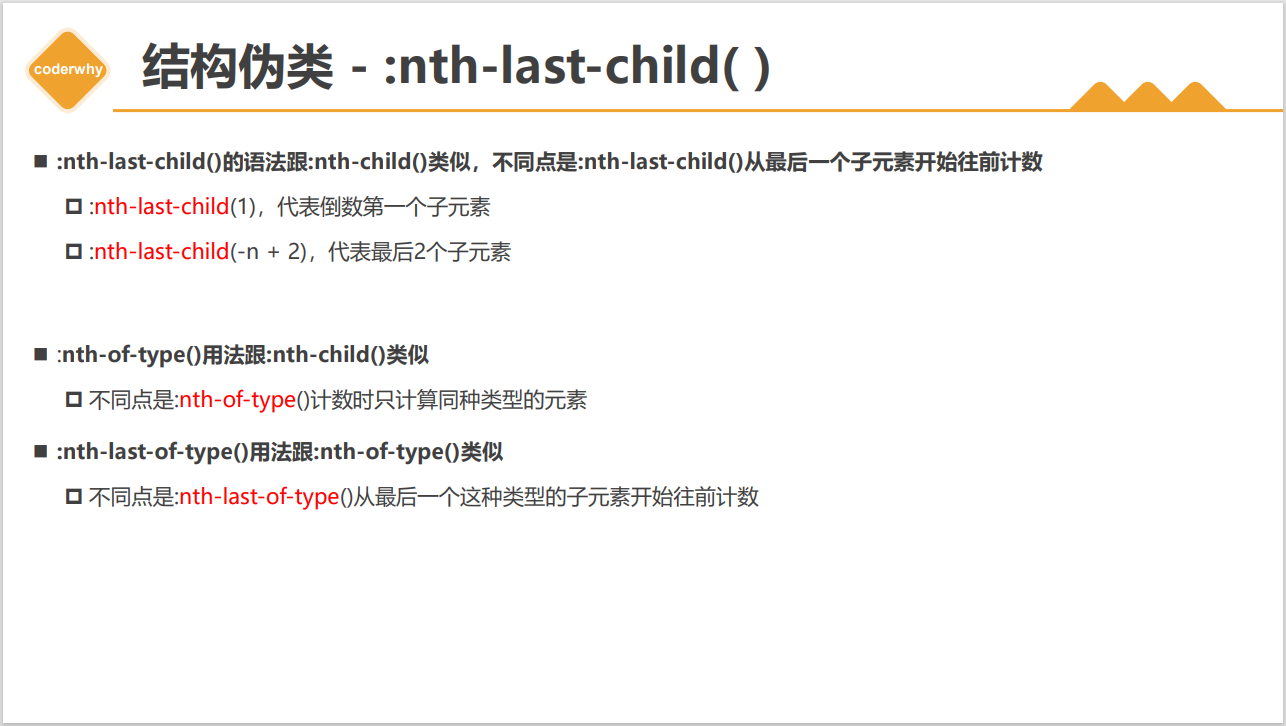 coderwhy
结构伪类 - :nth-last-child( )
:nth-last-child()的语法跟:nth-child()类似，不同点是:nth-last-child()从最后一个子元素开始往前计数
:nth-last-child(1)，代表倒数第一个子元素
:nth-last-child(-n + 2)，代表最后2个子元素
:nth-of-type()用法跟:nth-child()类似
不同点是:nth-of-type()计数时只计算同种类型的元素
:nth-last-of-type()用法跟:nth-of-type()类似
不同点是:nth-last-of-type()从最后一个这种类型的子元素开始往前计数